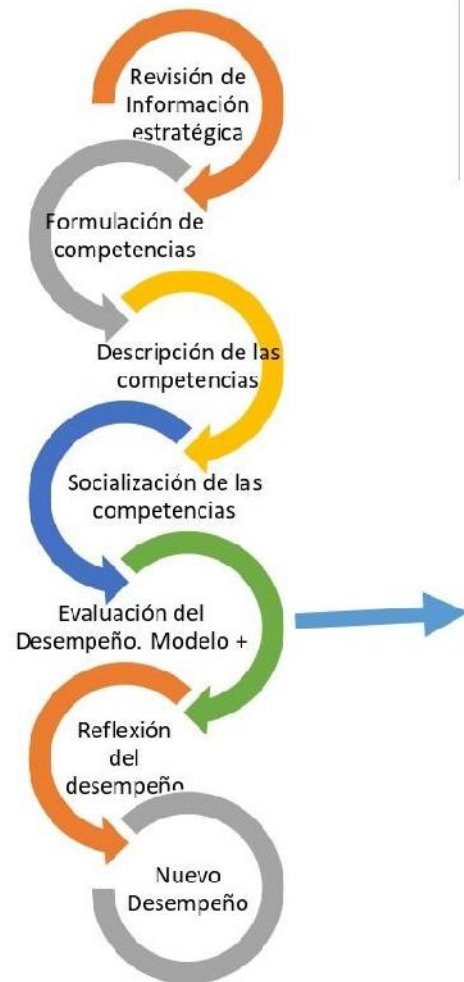 Revisión de
Información
estratégica
Formulación de
competencias
Descripción de las
competencias
Socialización de las
competencias
Evaluación del
Desempeño. Modelo +
Reflexión
del
desempeño
Nuevo
Desempeño